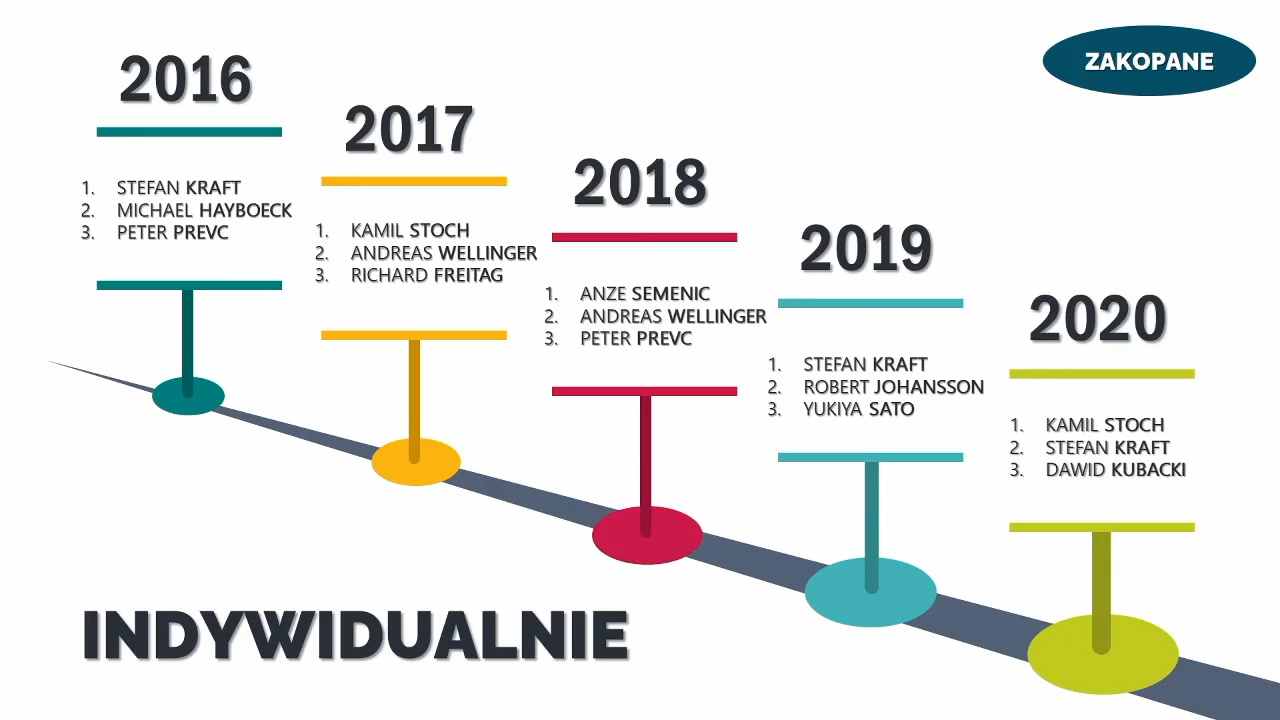 ZAKOPANE
2016
1. STEFAN KRAFT
2. MICHAEL HAYBOECK
3. PETER PREVC
2017
1. KAMIL STOCH
2. ANDREAS WELLINGER
3. RICHARD FREITAG
2018
1. ANZE SEMENIC
2. ANDREAS WELLINGER
3. PETER PREVC
2019
1. STEFAN KRAFT
2. ROBERT JOHANSSON
3. YUKIYA SATO
2020
1. KAMIL STOCH
2. STEFAN KRAFT
3. DAWID KUBACKI
INDYWIDUALNIE